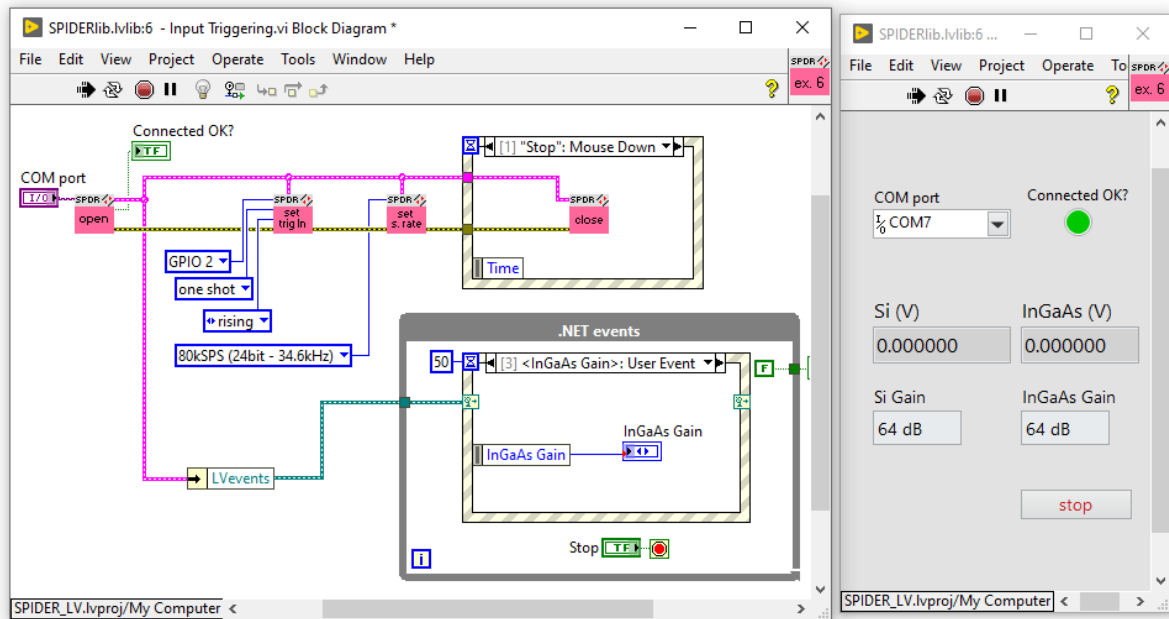 SPIDERlib.lvlib:6 - Input Triggering.vi Block Diagram *
File Edit View Project Operate Tools Window Help
SPDR
ex. 6
Connected OK?
TF
COM port
I/O
SPDR
open
SPDR
set
trig In
SPDR
set
s. rate
[1] "Stop": Mouse Down
SPDR
close
Time
GPIO 2
one shot
rising
80kSPS (24bit - 34.6kHz)
.NET events
50
[3] <InGaAs Gain>: User Event
F
InGaAs Gain
InGaAs Gain
LVevents
Stop
TF
i
SPIDER_LV.lvproj/My Computer
SPIDERlib.lvlib:6 ...
File Edit View Project Operate To
SPDR
ex. 6
COM port
Connected OK?
I/O
COM7
Si (V)
InGaAs (V)
0.000000
0.000000
Si Gain
InGaAs Gain
64 dB
64 dB
stop
SPIDER_LV.lvproj/My Computer